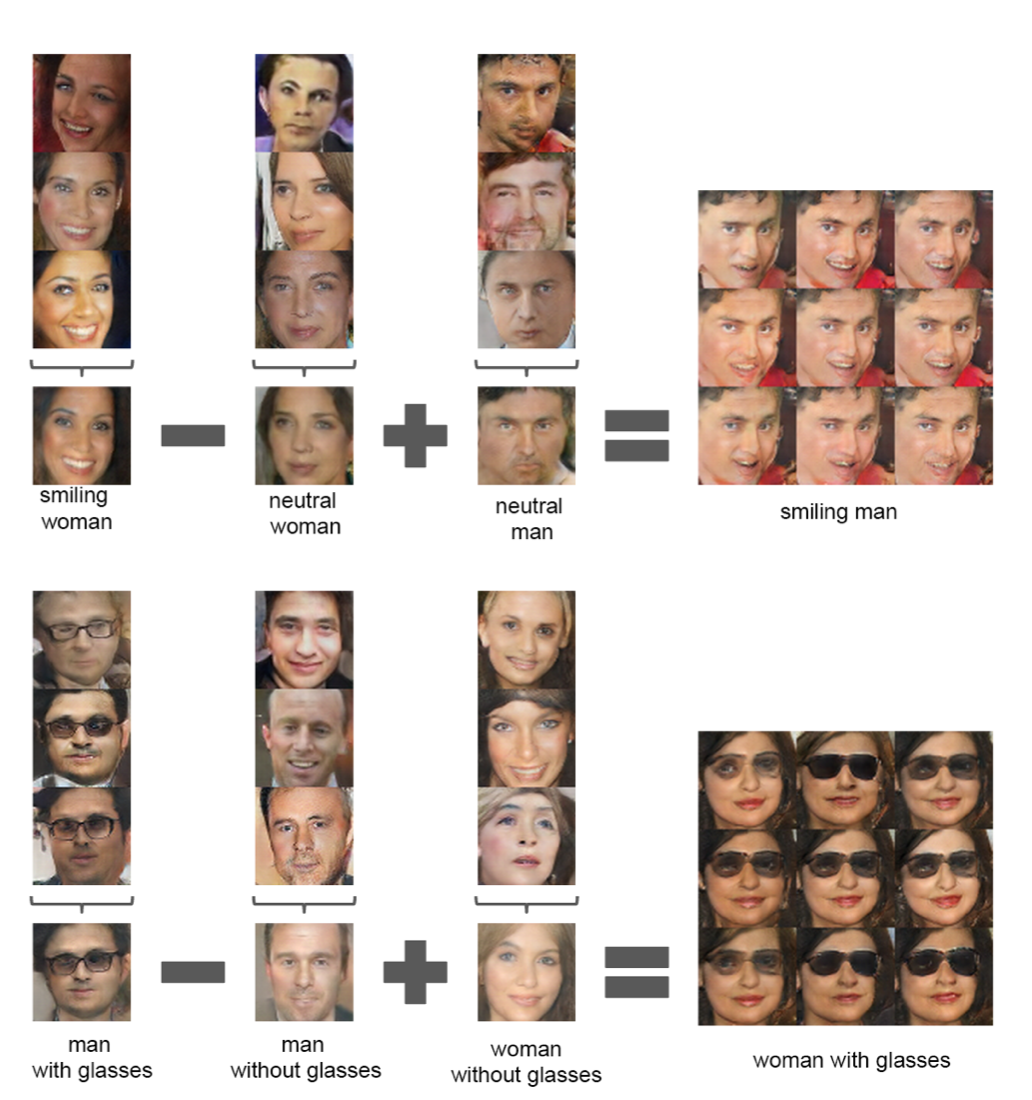 smiling
woman
neutral
woman
neutral
man
smiling man
man
with glasses
man
without glasses
woman
without glasses
woman with glasses